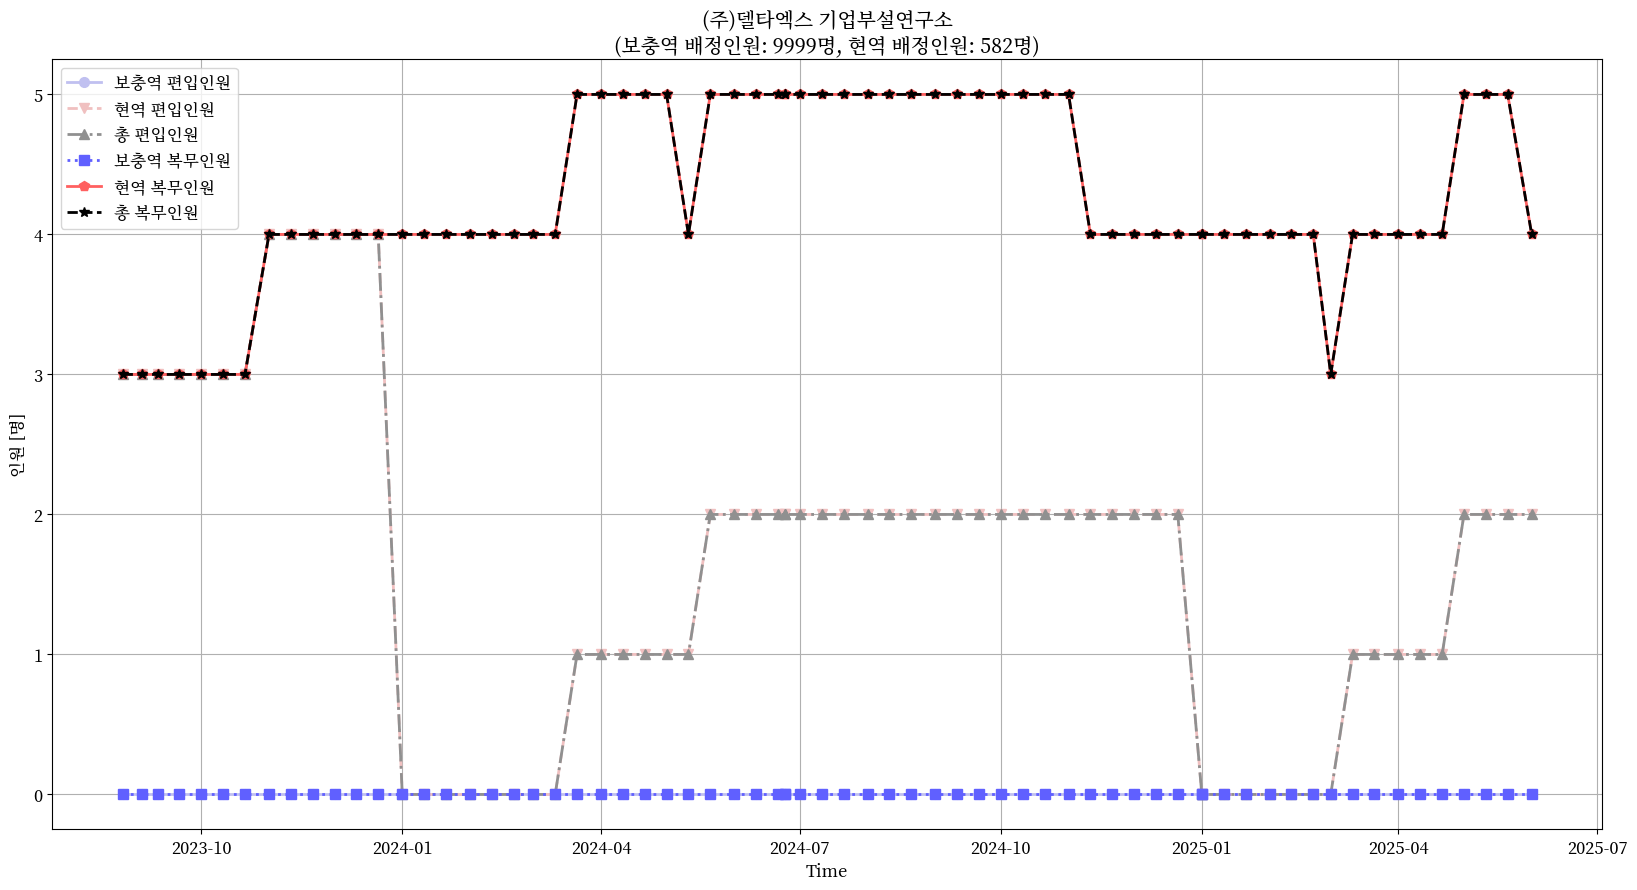 (주)델타엑스 기업부설연구소
(보충역 배정인원: 9999명, 현역 배정인원: 582명)
보충역 편입인원
현역 편입인원
총 편입인원
보충역 복무인원
현역 복무인원
총 복무인원
5
4
3
2
1
0
인원 [명]
2023-10
2024-01
2024-04
2024-07
2024-10
2025-01
2025-04
2025-07
Time